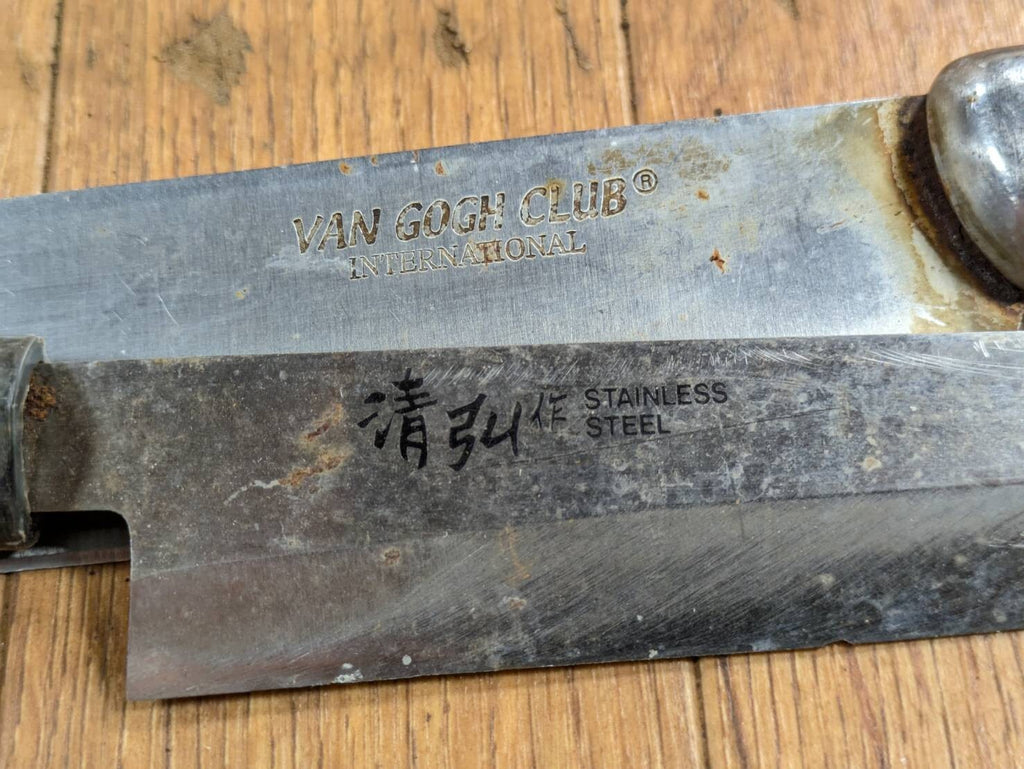 VAN GOGH CLUB®
INTERNATIONAL
清弘作 STAINLESS
STEEL